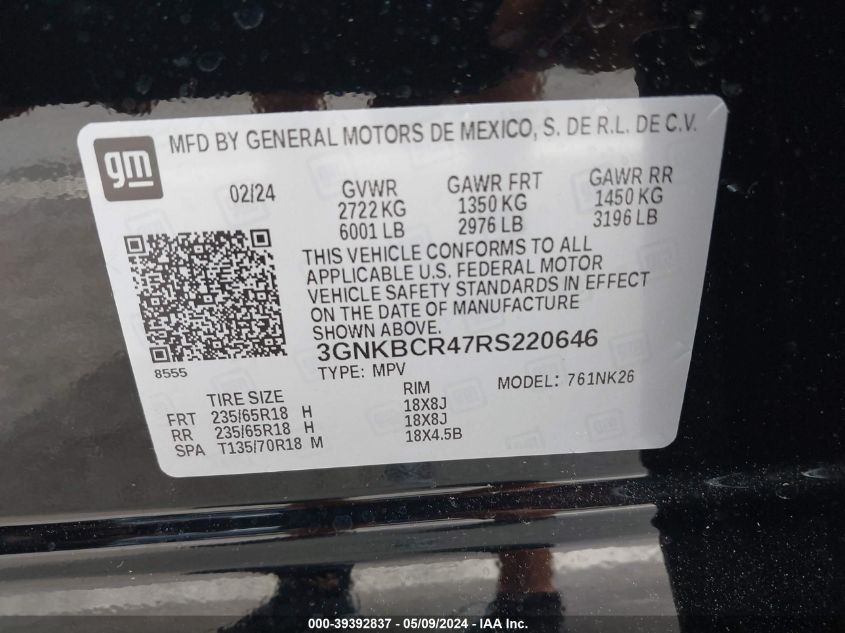 gm
MFD BY GENERAL MOTORS DE MEXICO, S. DE R.L. DE C.V.
02/24 GVWR GAWR FRT GAWR RR
2722 KG 1350 KG 1450 KG
6001 LB 2976 LB 3196 LB
THIS VEHICLE CONFORMS TO ALL
APPLICABLE U.S. FEDERAL MOTOR
VEHICLE SAFETY STANDARDS IN EFFECT
ON THE DATE OF MANUFACTURE
SHOWN ABOVE.
3GNKBCR47RS220646
8555
TYPE: MPV MODEL: 761NK26
TIRE SIZE RIM
FRT 235/65R18 H 18X8J
RR 235/65R18 H 18X8J
SPA T135/70R18 M 18X4.5B
000-39392837 - 05/09/2024 - IAA Inc.